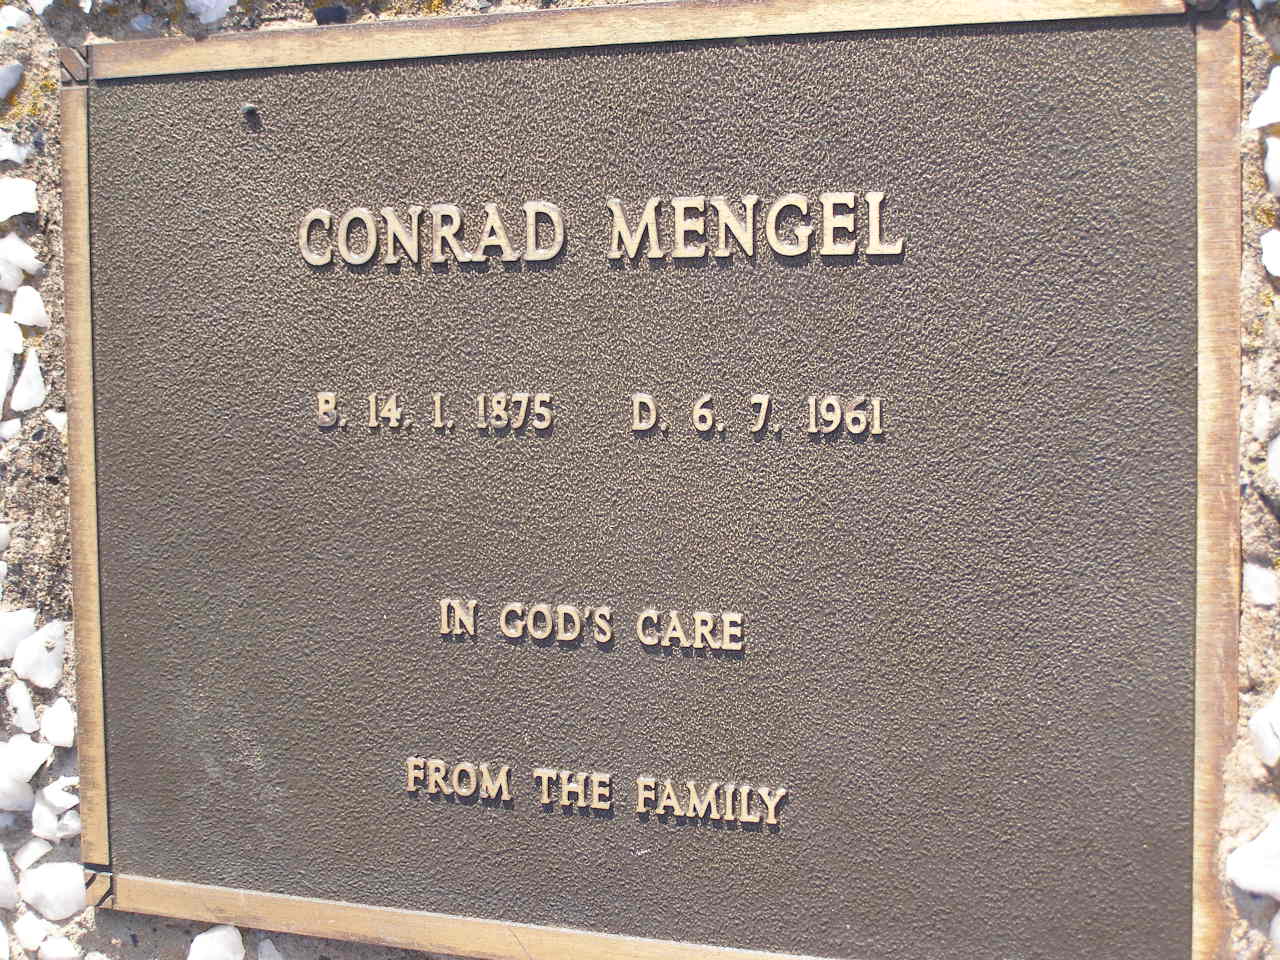 CONRAD MENGEL
B. 14. 1. 1875 D. 6. 7. 1961
IN GOD'S CARE
FROM THE FAMILY